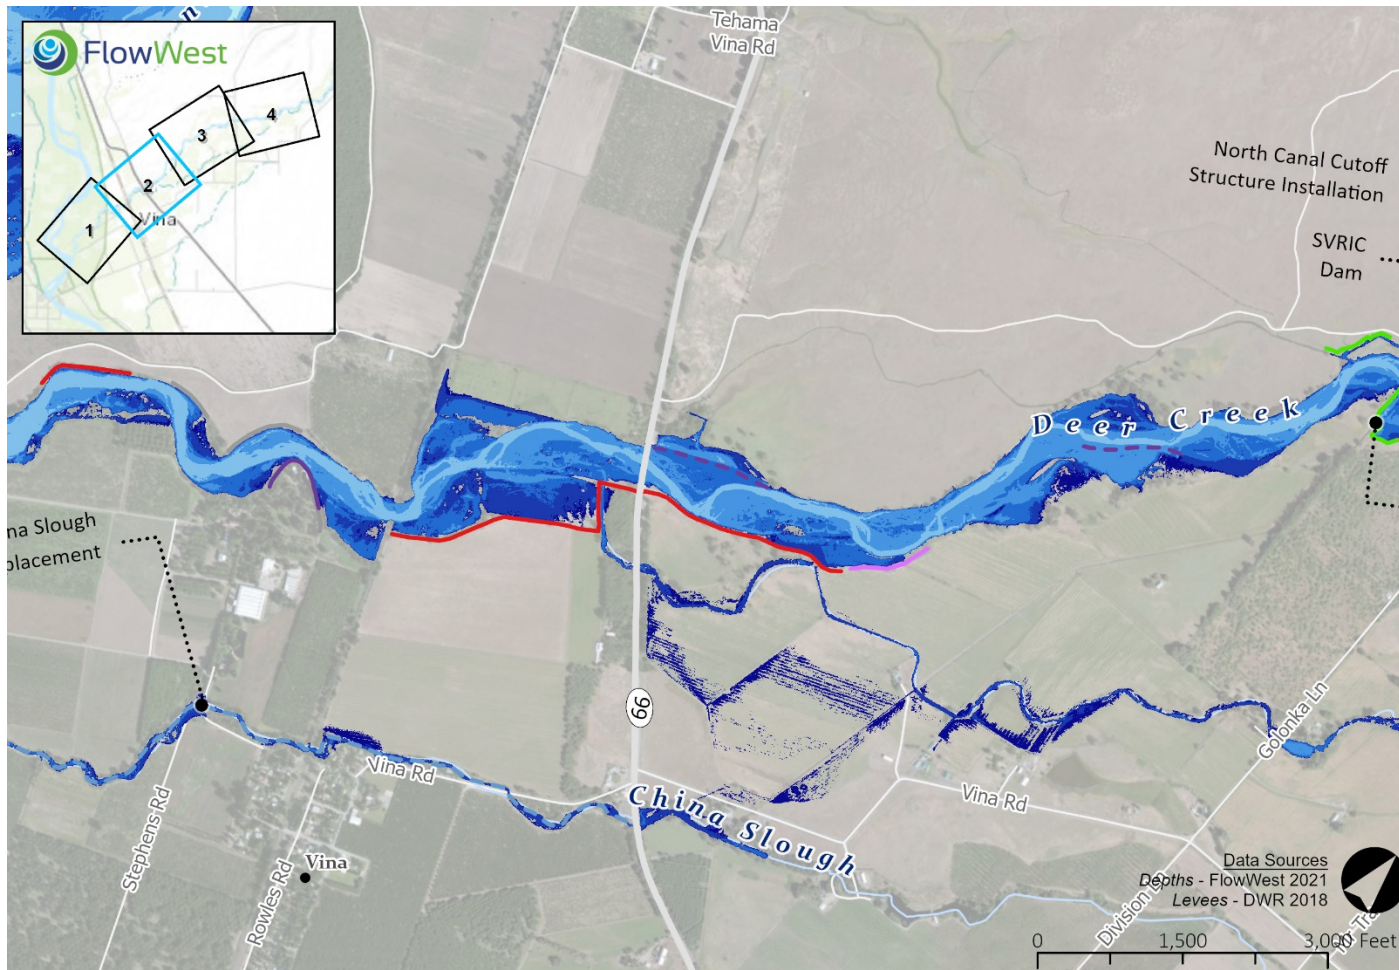 FlowWest
1
2
3
4
Vina
Tehama
Vina Rd
North Canal Cutoff
Structure Installation
SVRIC
Dam
Deer Creek
na Slough
placement
99
Golonka Ln
Vina Rd
Vina Rd
China Slough
Stephens Rd
Rowles Rd
Vina
Data Sources
Depths - FlowWest 2021
Levees - DWR 2018
0 1,500 3,000 Feet